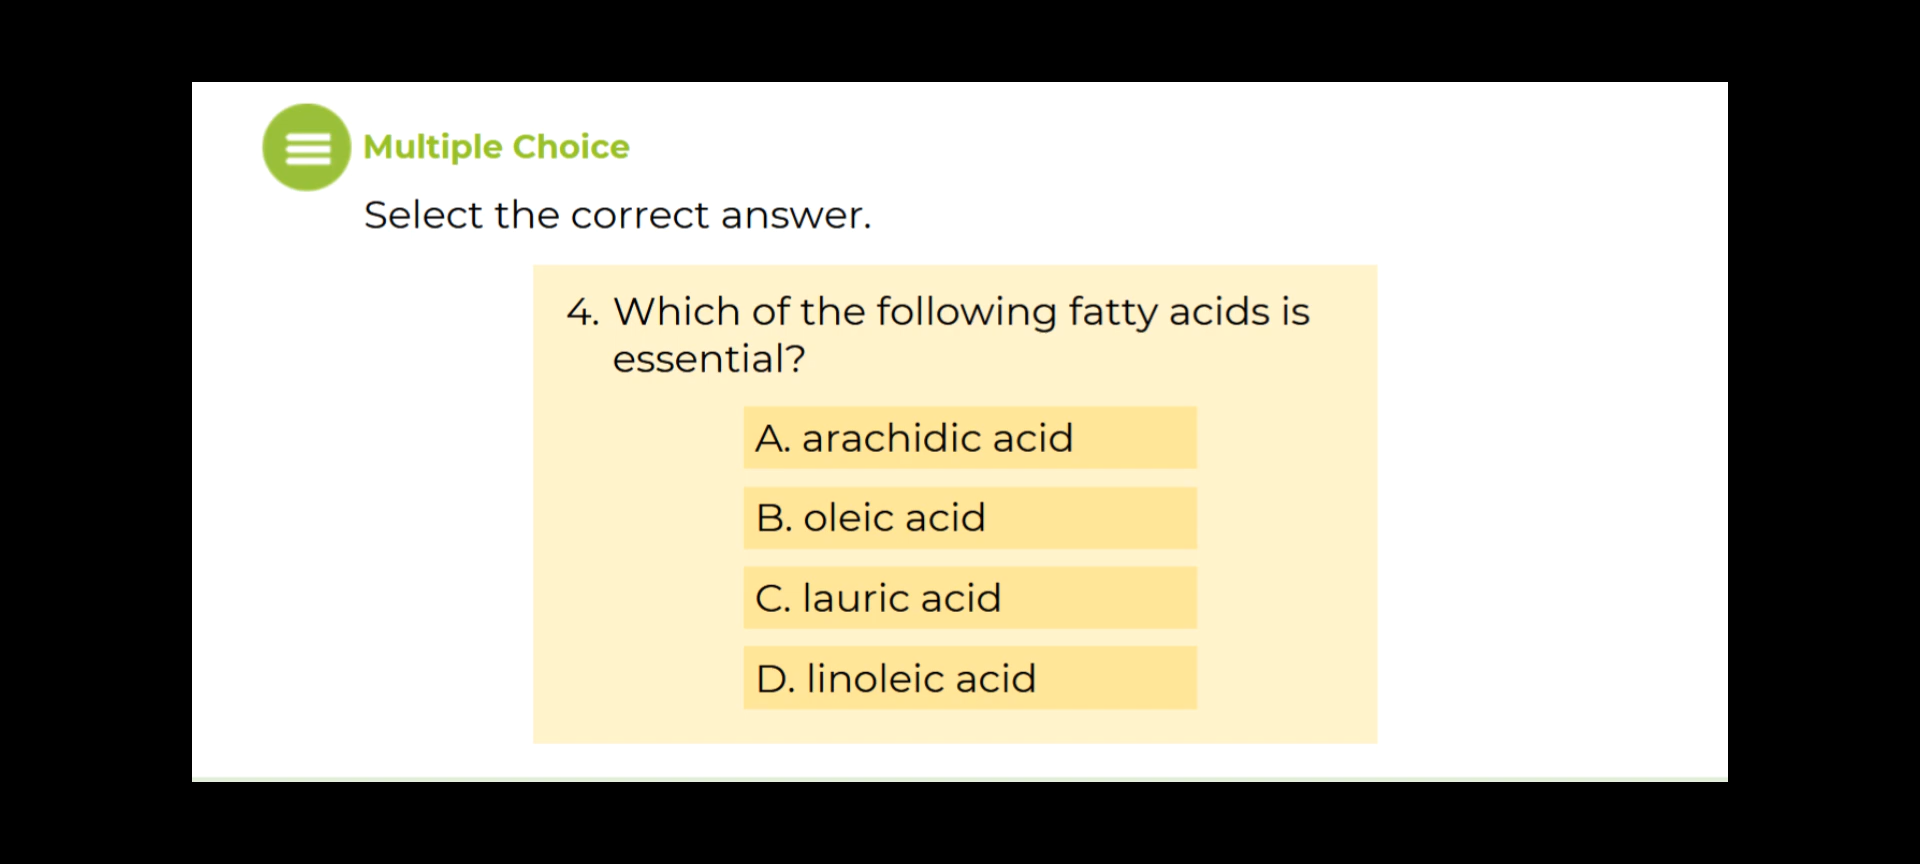 Multiple Choice
Select the correct answer.
4. Which of the following fatty acids is
essential?
A. arachidic acid
B. oleic acid
C. lauric acid
D. linoleic acid